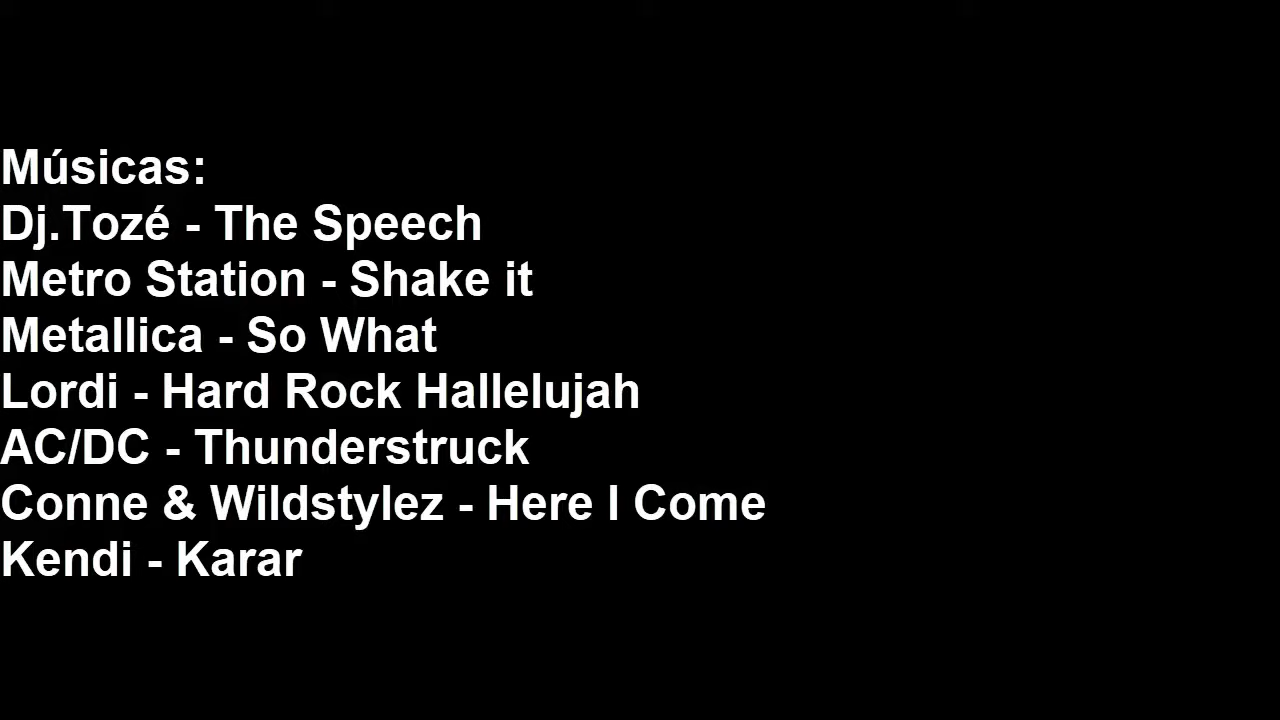 Músicas:
Dj.Tozé - The Speech
Metro Station - Shake it
Metallica - So What
Lordi - Hard Rock Hallelujah
AC/DC - Thunderstruck
Conne & Wildstylez - Here I Come
Kendi - Karar